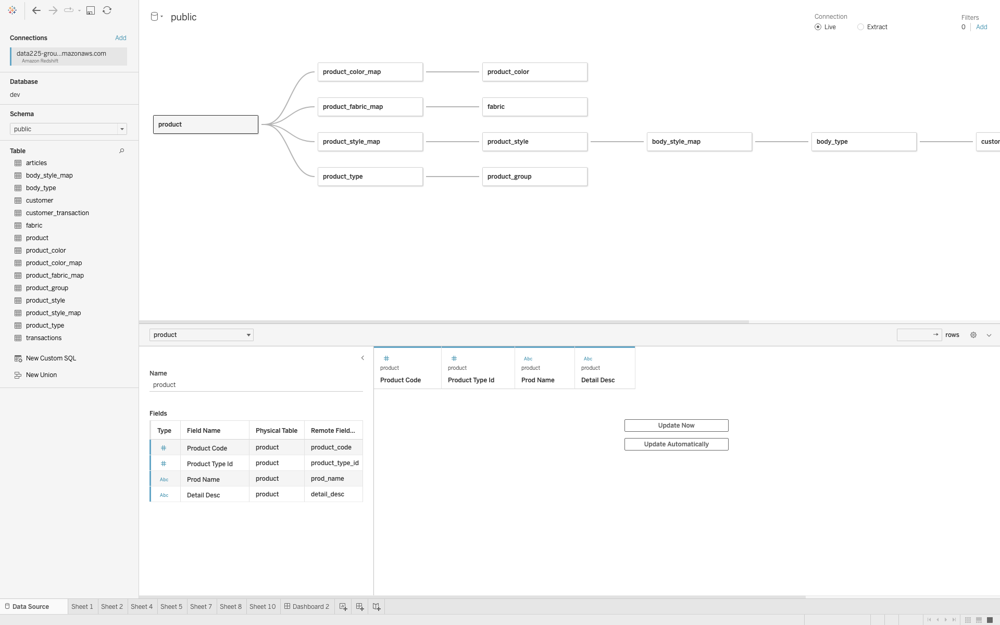 public
Connection
Live
Extract
Filters
0
Add
Connections
Add
data225-grou...mazonaws.com
Amazon Redshift
Database
dev
Schema
public
Table
articles
body_style_map
body_type
customer
customer_transaction
fabric
product
product_color
product_color_map
product_fabric_map
product_group
product_style
product_style_map
product_type
transactions
New Custom SQL
New Union
product
product_color_map
product_color
product_fabric_map
fabric
product_style_map
product_style
body_style_map
body_type
custor
product_type
product_group
product
rows
Name
product
Fields
Type Field Name Physical Table Remote Field...
# Product Code product product_code
# Product Type Id product product_type_id
Abc Prod Name product prod_name
Abc Detail Desc product detail_desc
# # Abc Abc
product product product product
Product Code Product Type Id Prod Name Detail Desc
Update Now
Update Automatically
Data Source Sheet 1 Sheet 2 Sheet 4 Sheet 5 Sheet 7 Sheet 8 Sheet 10 Dashboard 2